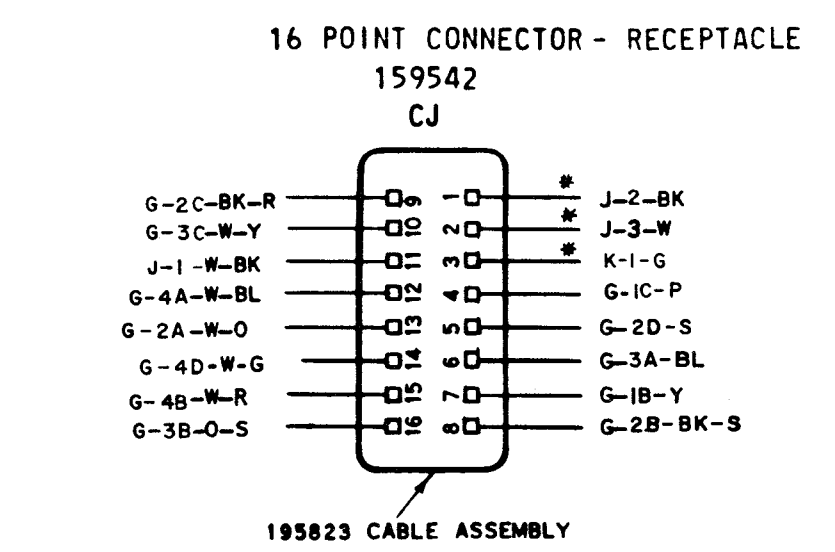 16 POINT CONNECTOR - RECEPTACLE
159542
CJ
G-2C-BK-R 9 1 * J-2-BK
G-3C-W-Y 10 2 * J-3-W
J-1-W-BK 11 3 * K-1-G
G-4A-W-BL 12 4 G-1C-P
G-2A-W-O 13 5 G-2D-S
G-4D-W-G 14 6 G-3A-BL
G-4B-W-R 15 7 G-1B-Y
G-3B-O-S 16 8 G-2B-BK-S
195823 CABLE ASSEMBLY